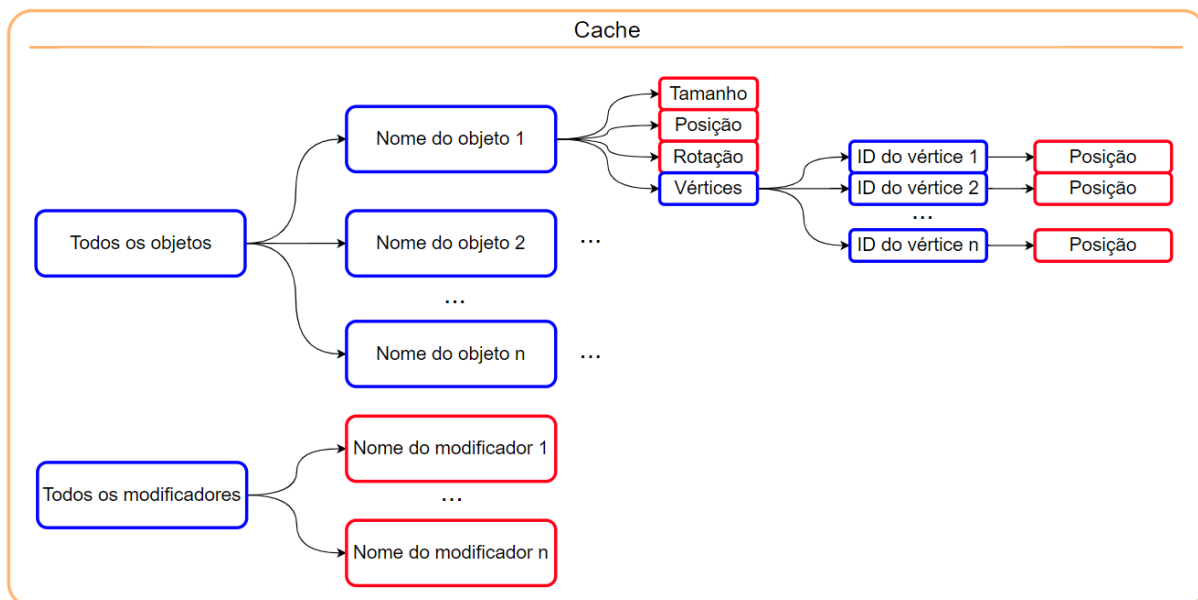 Cache
Todos os objetos
Nome do objeto 1
Tamanho
Posição
Rotação
Vértices
ID do vértice 1
Posição
ID do vértice 2
Posição
...
ID do vértice n
Posição
Nome do objeto 2
...
...
Nome do objeto n
...
Todos os modificadores
Nome do modificador 1
...
Nome do modificador n